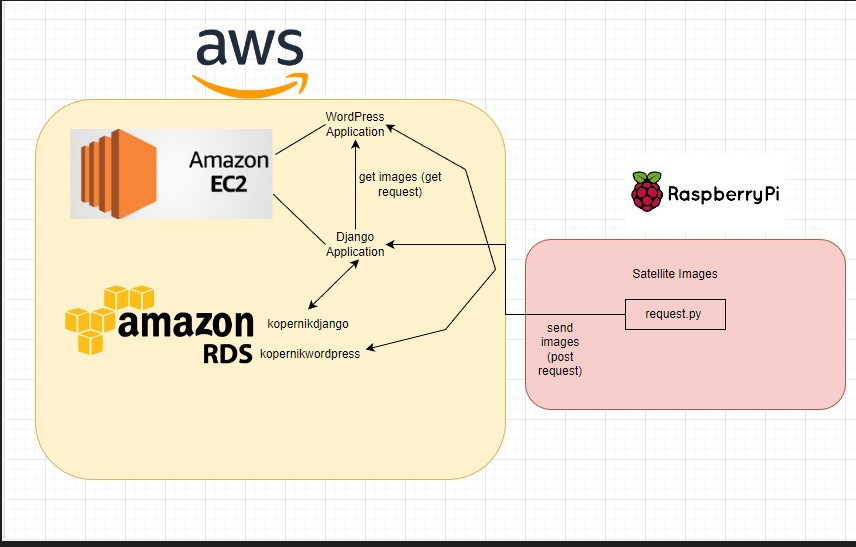 aws
WordPress
Application
Amazon
EC2
get images (get
request)
RaspberryPi
Django
Application
Satellite Images
request.py
send
images
(post
request)
amazon
RDS
kopernikdjango
kopernikwordpress